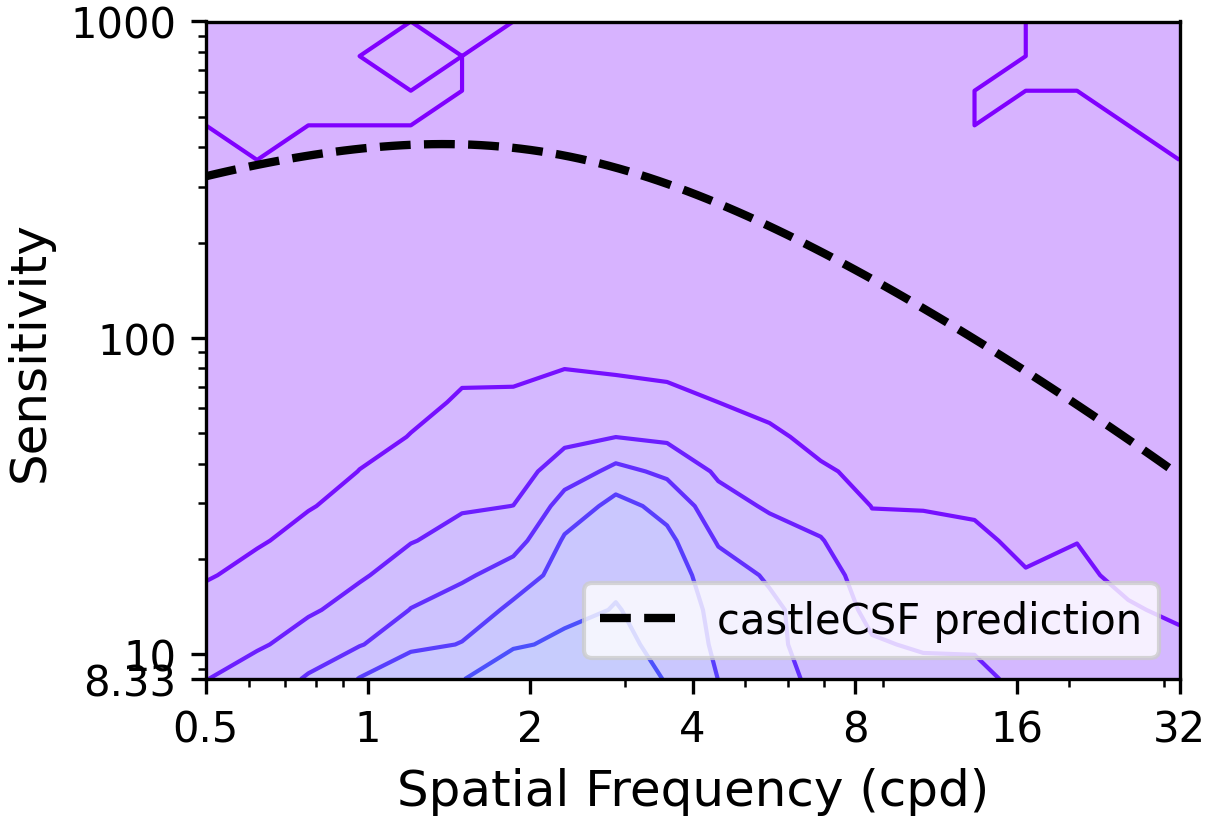 1000
100
10
8.33
Sensitivity
castleCSF prediction
0.5 1 2 4 8 16 32
Spatial Frequency (cpd)